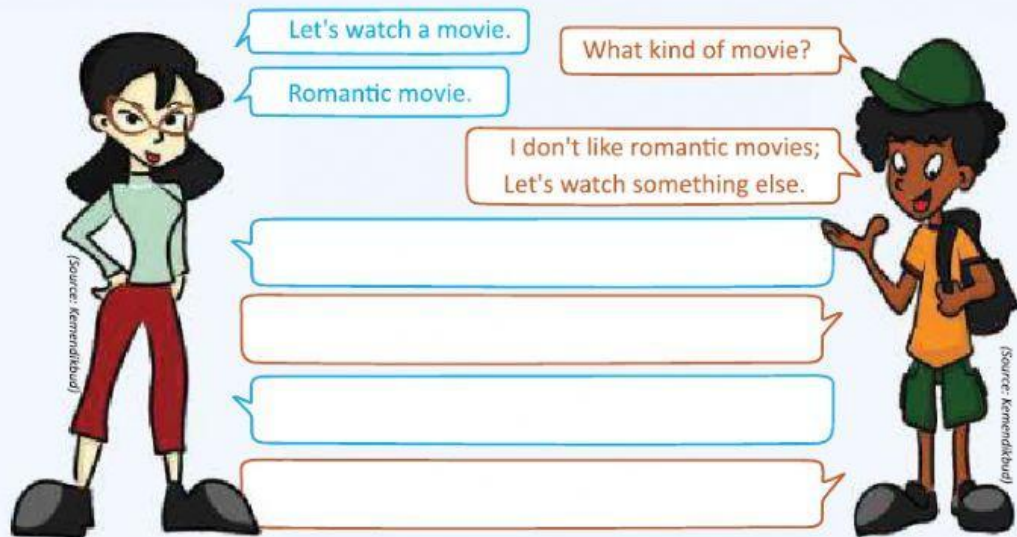 Let's watch a movie.
What kind of movie?
Romantic movie.
I don't like romantic movies;
Let's watch something else.
(Source: Kemendikbud)
(Source: Kemendikbud)